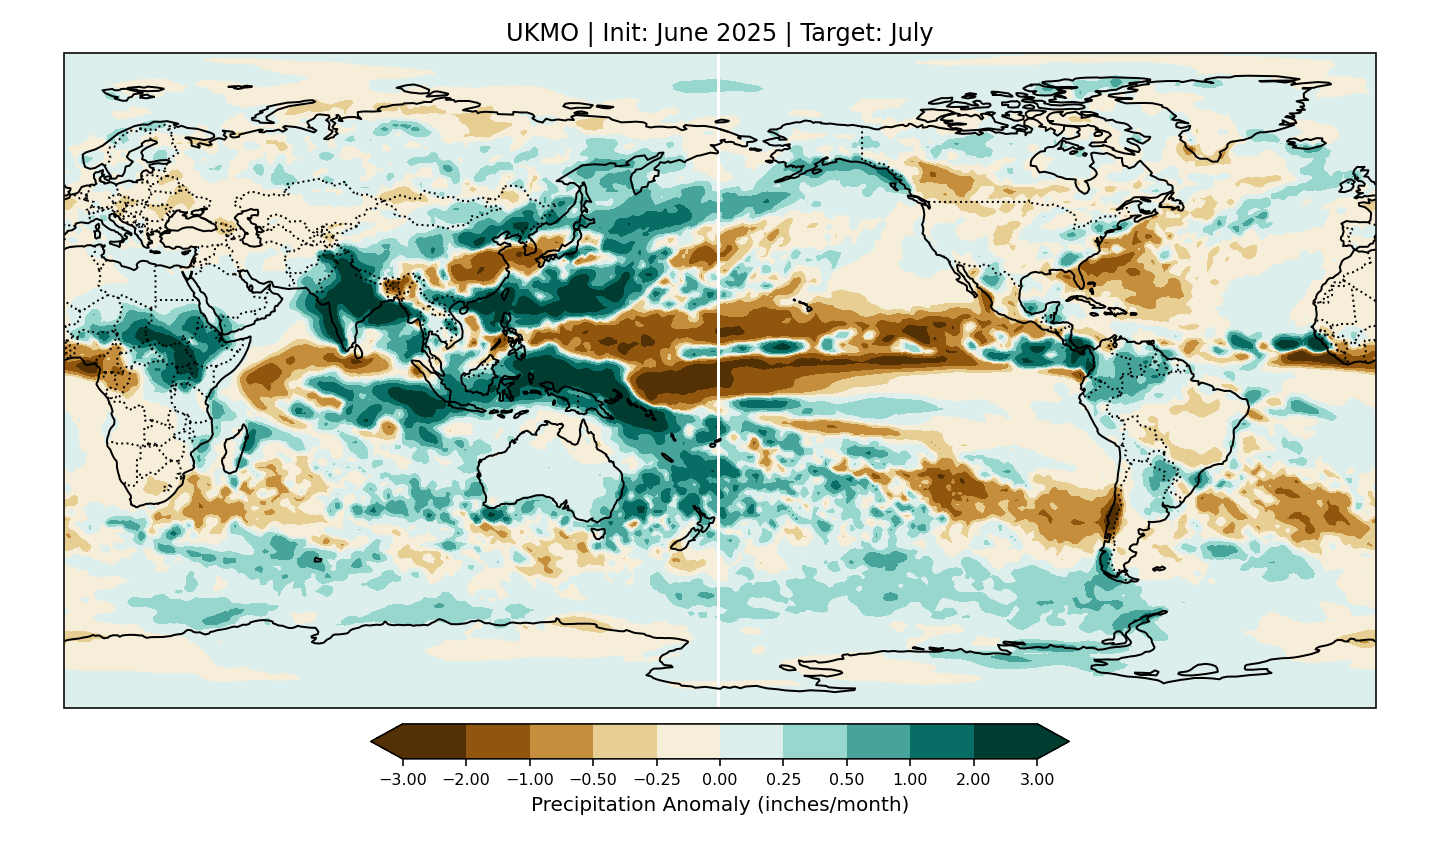 UKMO | Init: June 2025 | Target: July
−3.00 −2.00 −1.00 −0.50 −0.25 0.00 0.25 0.50 1.00 2.00 3.00
Precipitation Anomaly (inches/month)